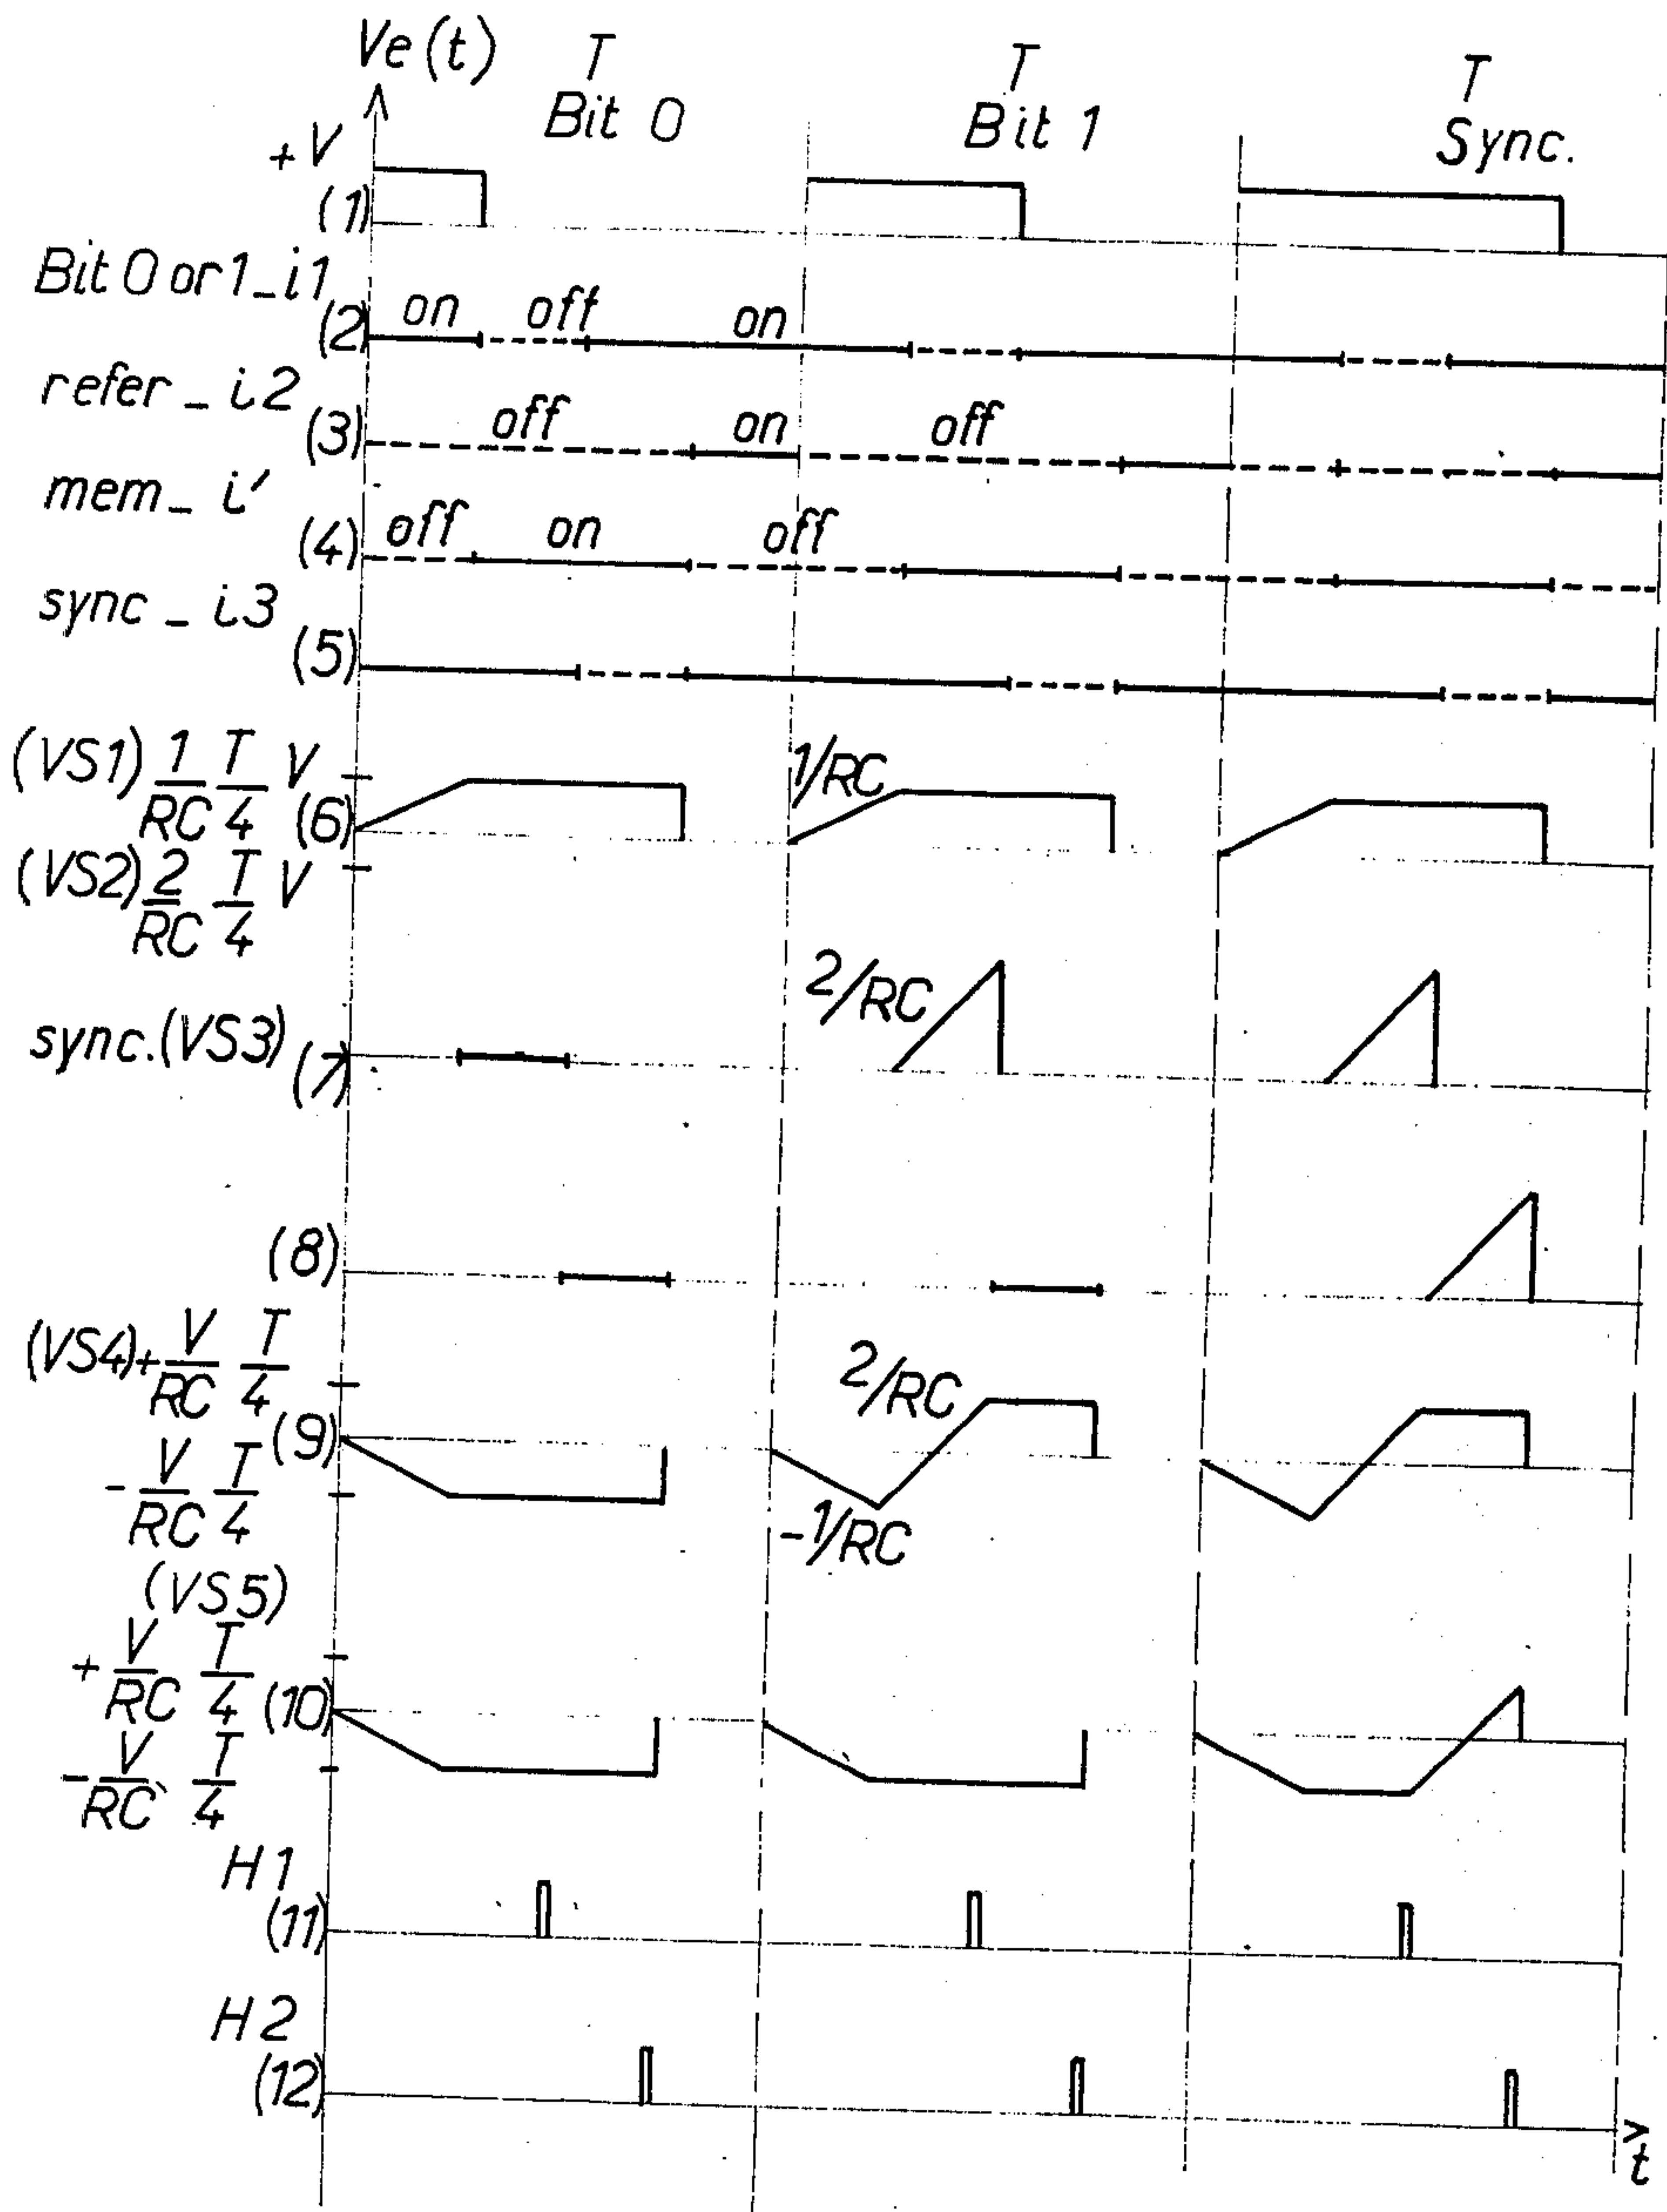 Ve(t)
T
Bit 0
T
Bit 1
T
Sync.
+V
(1)
Bit 0 or 1_i1
(2)
on
off
on
refer_i2
(3)
off
on
off
mem_i'
(4)
off
on
off
sync_i3
(5)
(VS1) 1/RC T/4 V
(6)
1/RC
(VS2) 2/RC T/4 V
2/RC
sync.(VS3)
(7)
(8)
(VS4) + V/RC T/4
2/RC
(9)
- V/RC T/4
-1/RC
(VS5)
+ V/RC T/4
(10)
- V/RC T/4
H1
(11)
H2
(12)
t